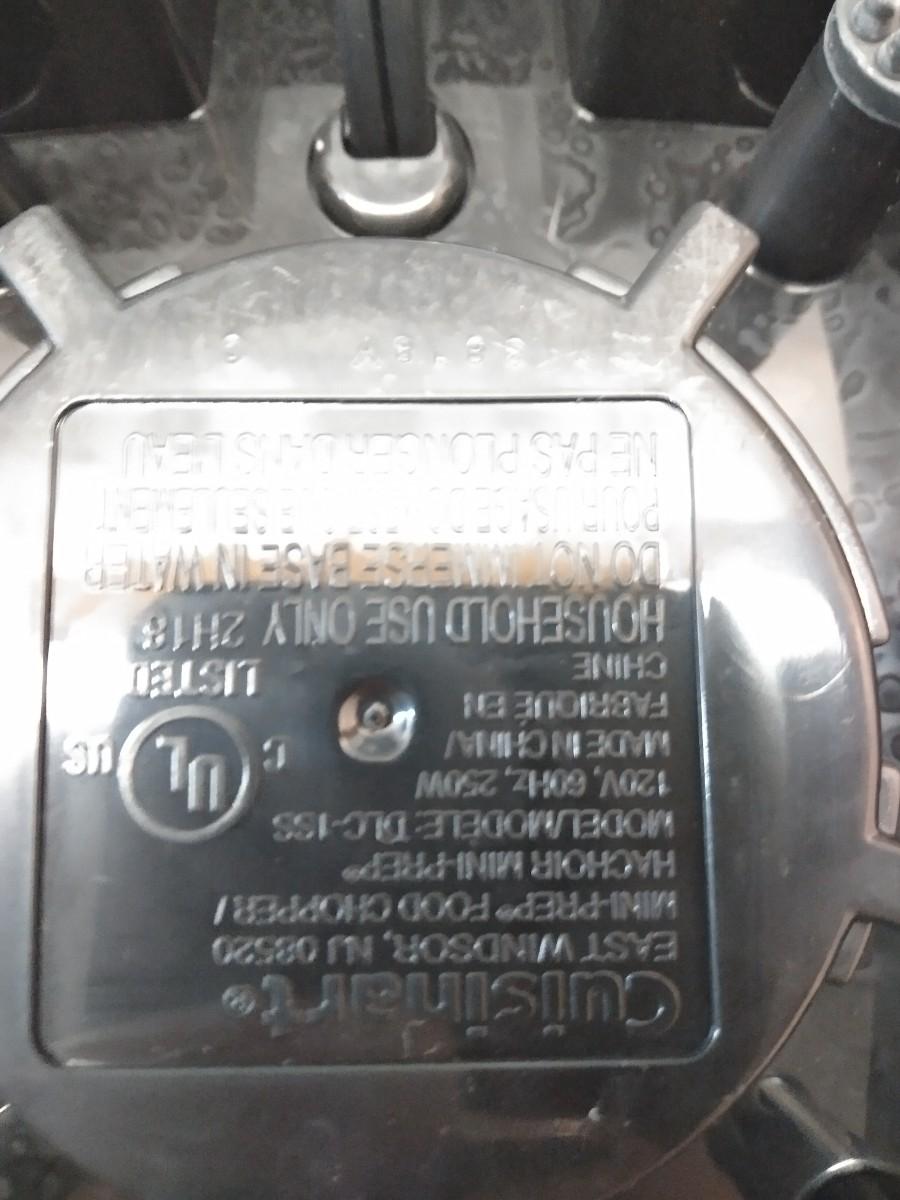 Cuisinart®
EAST WINDSOR, NJ 08520
MINI-PREP® FOOD CHOPPER /
HACHOIR MINI-PREP®
MODEL/MODÈLE: DLC-1SS
120V, 60Hz, 250W
MADE IN CHINA/
FABRIQUÉ EN
CHINE
C UL US
LISTED
HOUSEHOLD USE ONLY 2H18
DO NOT IMMERSE BASE IN WATER
POUR USAGE DOMESTIQUE SEULEMENT
NE PAS PLONGER DANS L'EAU